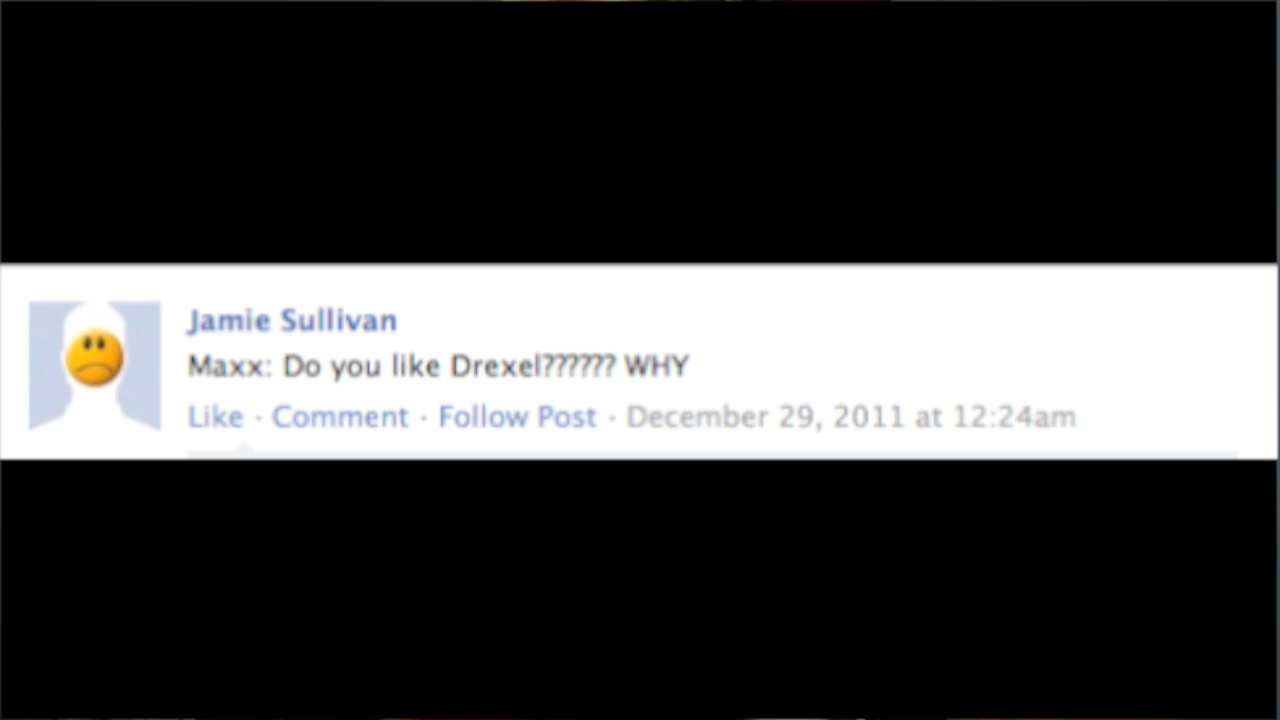 Jamie Sullivan
Maxx: Do you like Drexel?????? WHY
Like · Comment · Follow Post · December 29, 2011 at 12:24am